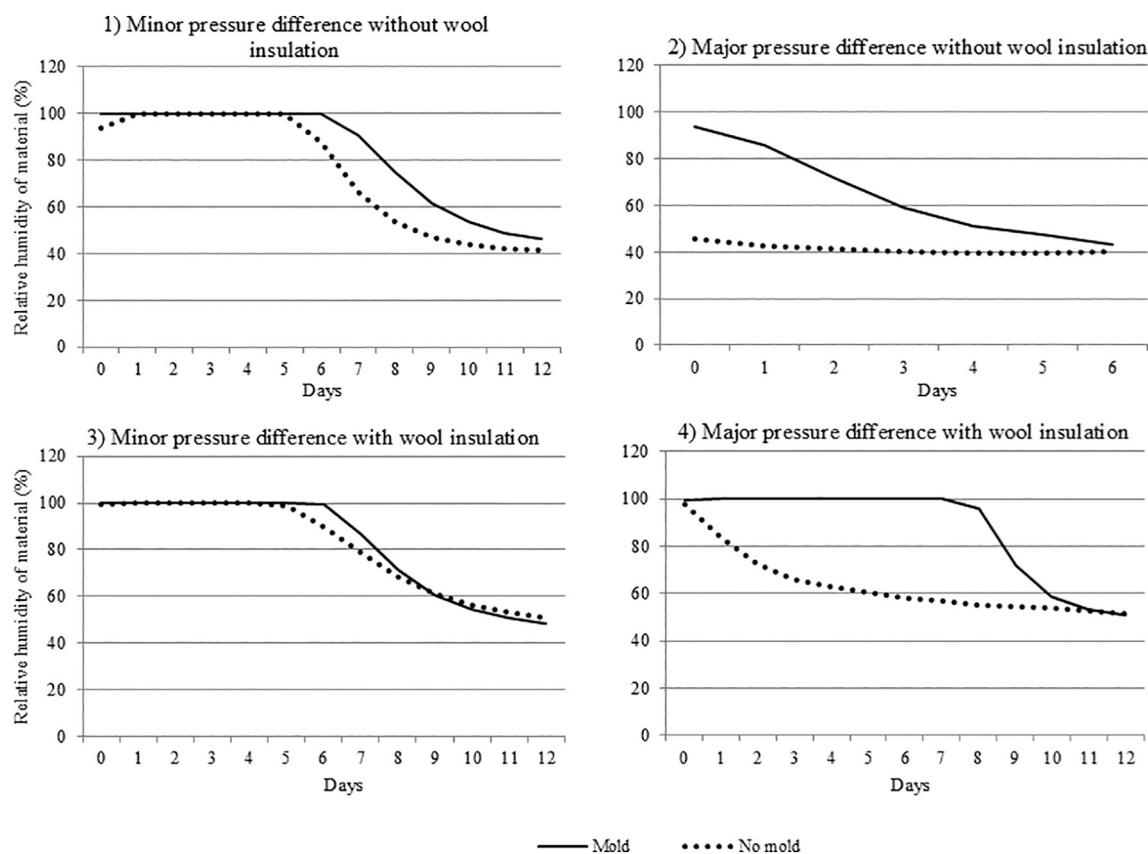 1) Minor pressure difference without wool
insulation
Relative humidity of material (%)
120
100
80
60
40
20
0
0 1 2 3 4 5 6 7 8 9 10 11 12
Days
2) Major pressure difference without wool insulation
120
100
80
60
40
20
0
0 1 2 3 4 5 6
Days
3) Minor pressure difference with wool insulation
Relative humidity of material (%)
120
100
80
60
40
20
0
0 1 2 3 4 5 6 7 8 9 10 11 12
Days
4) Major pressure difference with wool insulation
120
100
80
60
40
20
0
0 1 2 3 4 5 6 7 8 9 10 11 12
Days
Mold No mold